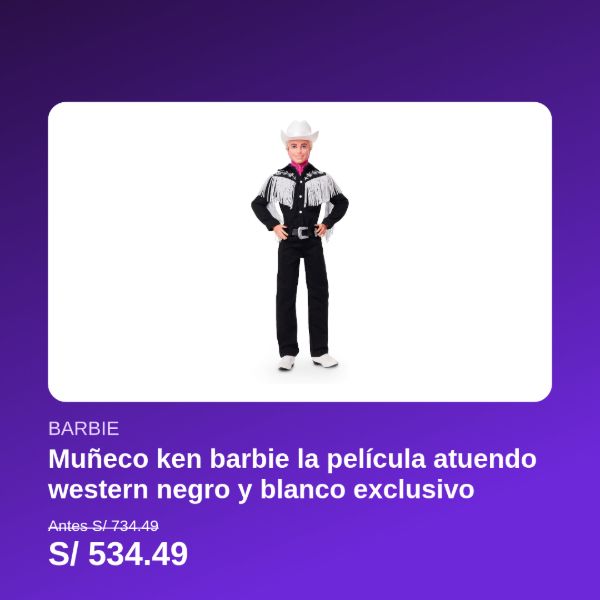 BARBIE
Muñeco ken barbie la película atuendo
western negro y blanco exclusivo
Antes S/ 734.49
S/ 534.49